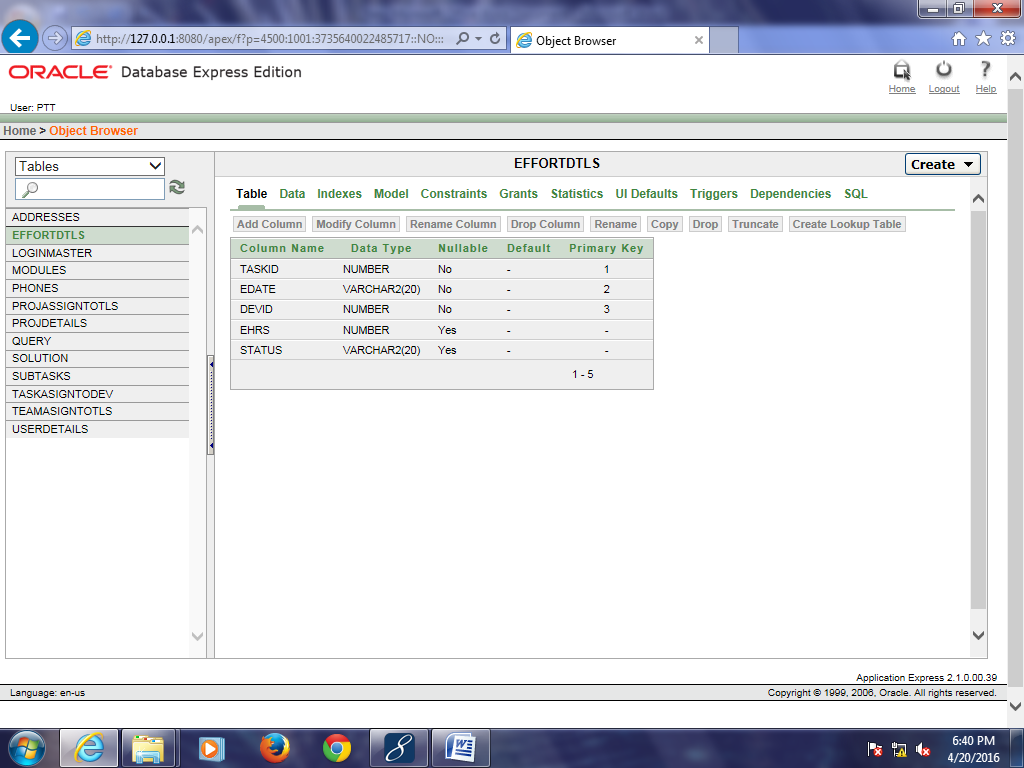 http://127.0.0.1:8080/apex/f?p=4500:1001:3735640022485717::NO:::
Object Browser
ORACLE® Database Express Edition
Home Logout Help
User: PTT
Home > Object Browser
Tables
EFFORTDTLS
Create
Table Data Indexes Model Constraints Grants Statistics UI Defaults Triggers Dependencies SQL
Add Column Modify Column Rename Column Drop Column Rename Copy Drop Truncate Create Lookup Table
ADDRESSES
EFFORTDTLS
LOGINMASTER
MODULES
PHONES
PROJASSIGNTOTLS
PROJDETAILS
QUERY
SOLUTION
SUBTASKS
TASKASIGNTODEV
TEAMASIGNTOTLS
USERDETAILS
Column Name Data Type Nullable Default Primary Key
TASKID NUMBER No - 1
EDATE VARCHAR2(20) No - 2
DEVID NUMBER No - 3
EHRS NUMBER Yes - -
STATUS VARCHAR2(20) Yes - -
1 - 5
Application Express 2.1.0.00.39
Language: en-us
Copyright © 1999, 2006, Oracle. All rights reserved.
6:40 PM
4/20/2016